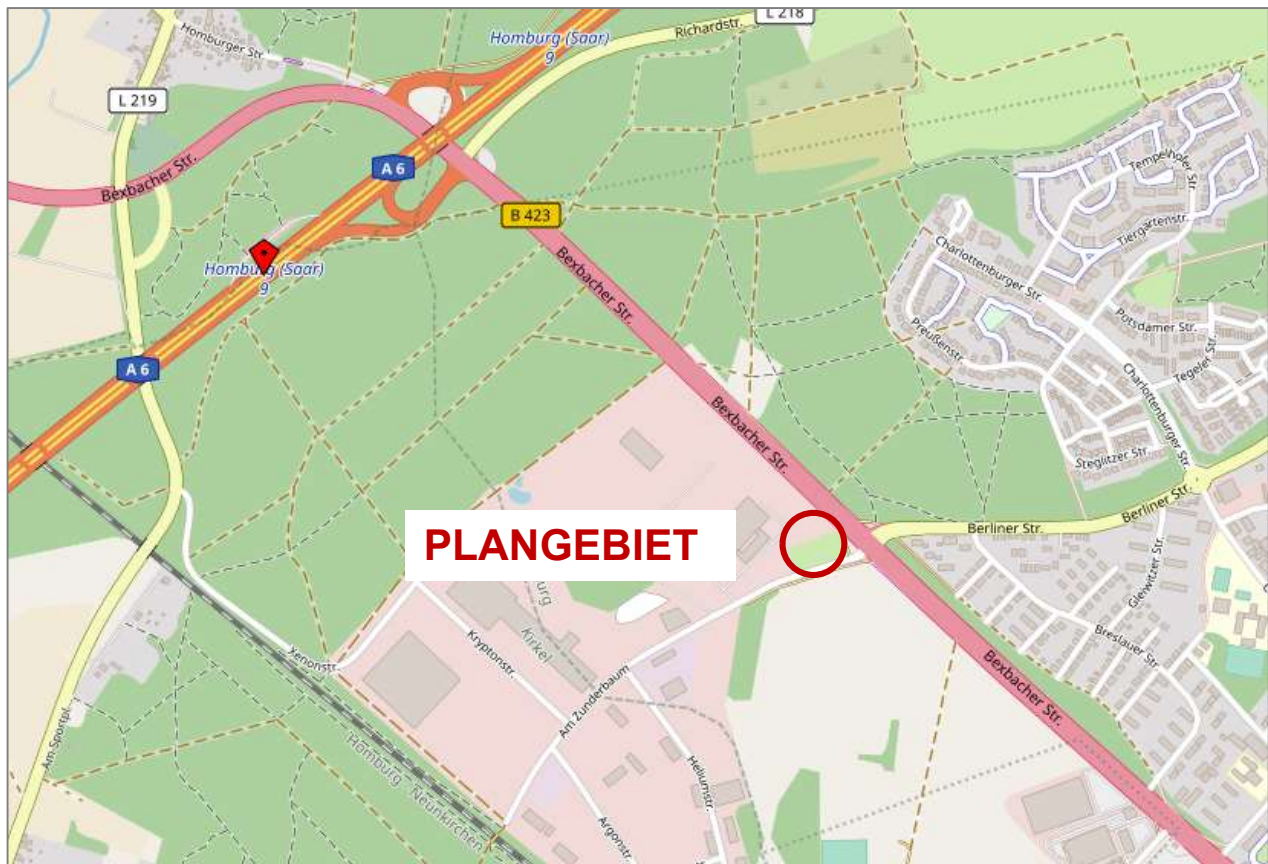 L 218
Homburger Str.
Homburg (Saar)
9
Richardstr.
L 219
A 6
Bexbacher Str.
Tempelhofer Str.
B 423
Tiergartenstr.
Homburg (Saar)
9
Charlottenburger Str.
Bexbacher Str.
Potsdamer Str.
Preußenstr.
A 6
Tegeler Str.
Charlottenburger Str.
Bexbacher Str.
Steglitzer Str.
Berliner Str.
Berliner Str.
PLANGEBIET
Gleiwitzer Str.
burg
Kirkel
Kryptonstr.
Breslauer Str.
Xenonstr.
Bexbacher Str.
Am Zunderbaum
Am Sportpl.
Homburg - Neunkirchen
Heliumstr.
Argonstr.